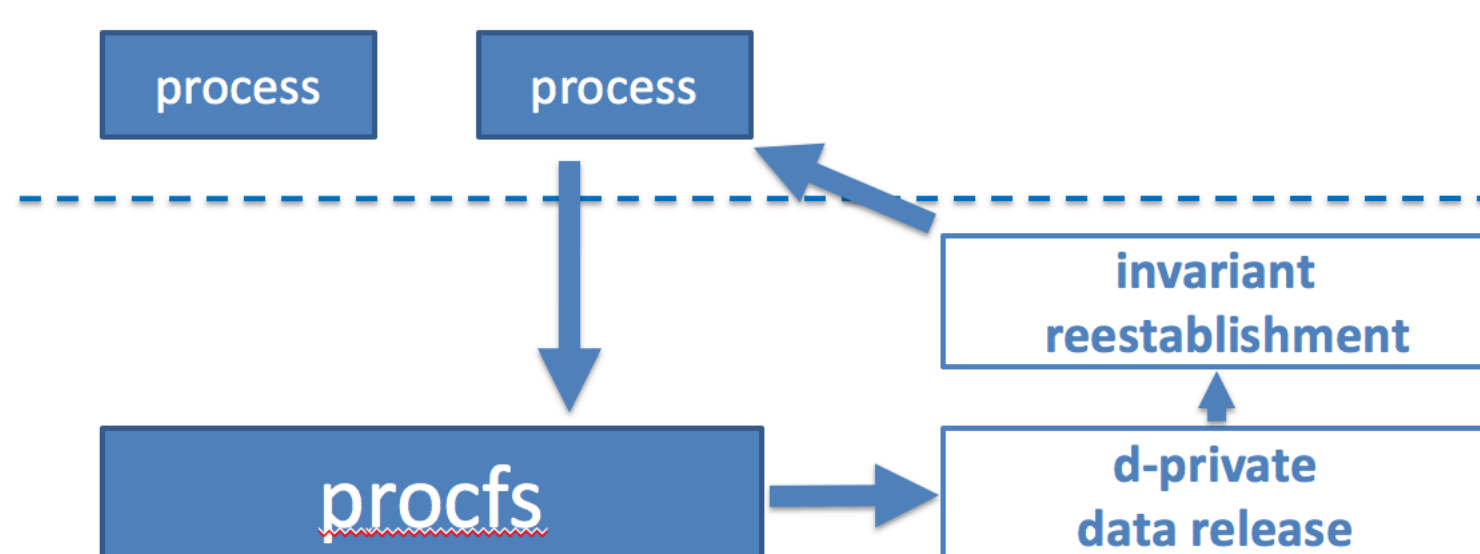 process
process
invariant
reestablishment
procfs
d-private
data release